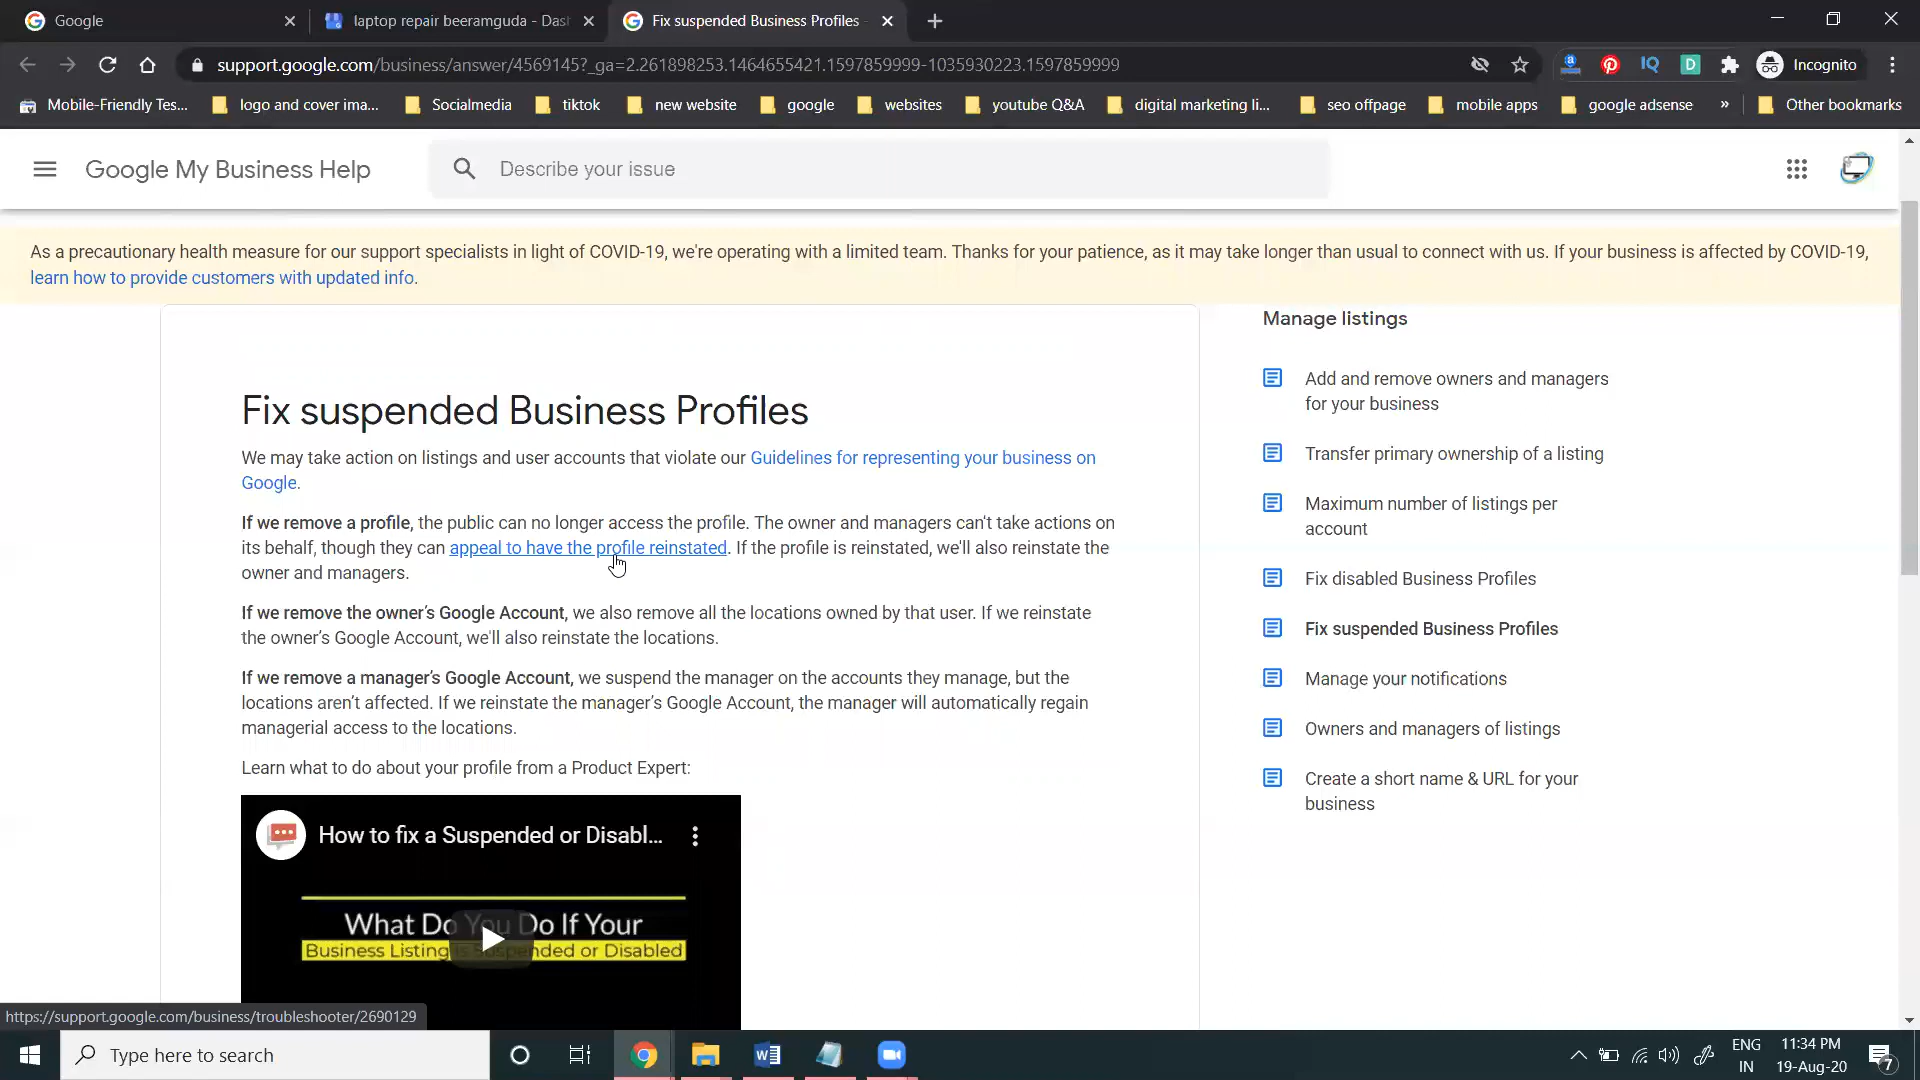 Google
laptop repair beeramguda - Das
Fix suspended Business Profiles
support.google.com/business/answer/4569145?_ga=2.261898253.1464655421.1597859999-1035930223.1597859999
Incognito
Mobile-Friendly Tes...
logo and cover ima...
Socialmedia
tiktok
new website
google
websites
youtube Q&A
digital marketing li...
seo offpage
mobile apps
google adsense
»
Other bookmarks
Google My Business Help
Describe your issue
As a precautionary health measure for our support specialists in light of COVID-19, we're operating with a limited team. Thanks for your patience, as it may take longer than usual to connect with us. If your business is affected by COVID-19,
learn how to provide customers with updated info.
Fix suspended Business Profiles
We may take action on listings and user accounts that violate our Guidelines for representing your business on
Google.
If we remove a profile, the public can no longer access the profile. The owner and managers can't take actions on
its behalf, though they can appeal to have the profile reinstated. If the profile is reinstated, we'll also reinstate the
owner and managers.
If we remove the owner’s Google Account, we also remove all the locations owned by that user. If we reinstate
the owner’s Google Account, we'll also reinstate the locations.
If we remove a manager’s Google Account, we suspend the manager on the accounts they manage, but the
locations aren’t affected. If we reinstate the manager’s Google Account, the manager will automatically regain
managerial access to the locations.
Learn what to do about your profile from a Product Expert:
How to fix a Suspended or Disabl...
What Do You Do If Your
Business Listing is Suspended or Disabled
Manage listings
Add and remove owners and managers
for your business
Transfer primary ownership of a listing
Maximum number of listings per
account
Fix disabled Business Profiles
Fix suspended Business Profiles
Manage your notifications
Owners and managers of listings
Create a short name & URL for your
business
https://support.google.com/business/troubleshooter/2690129
Type here to search
ENG
IN
11:34 PM
19-Aug-20
7